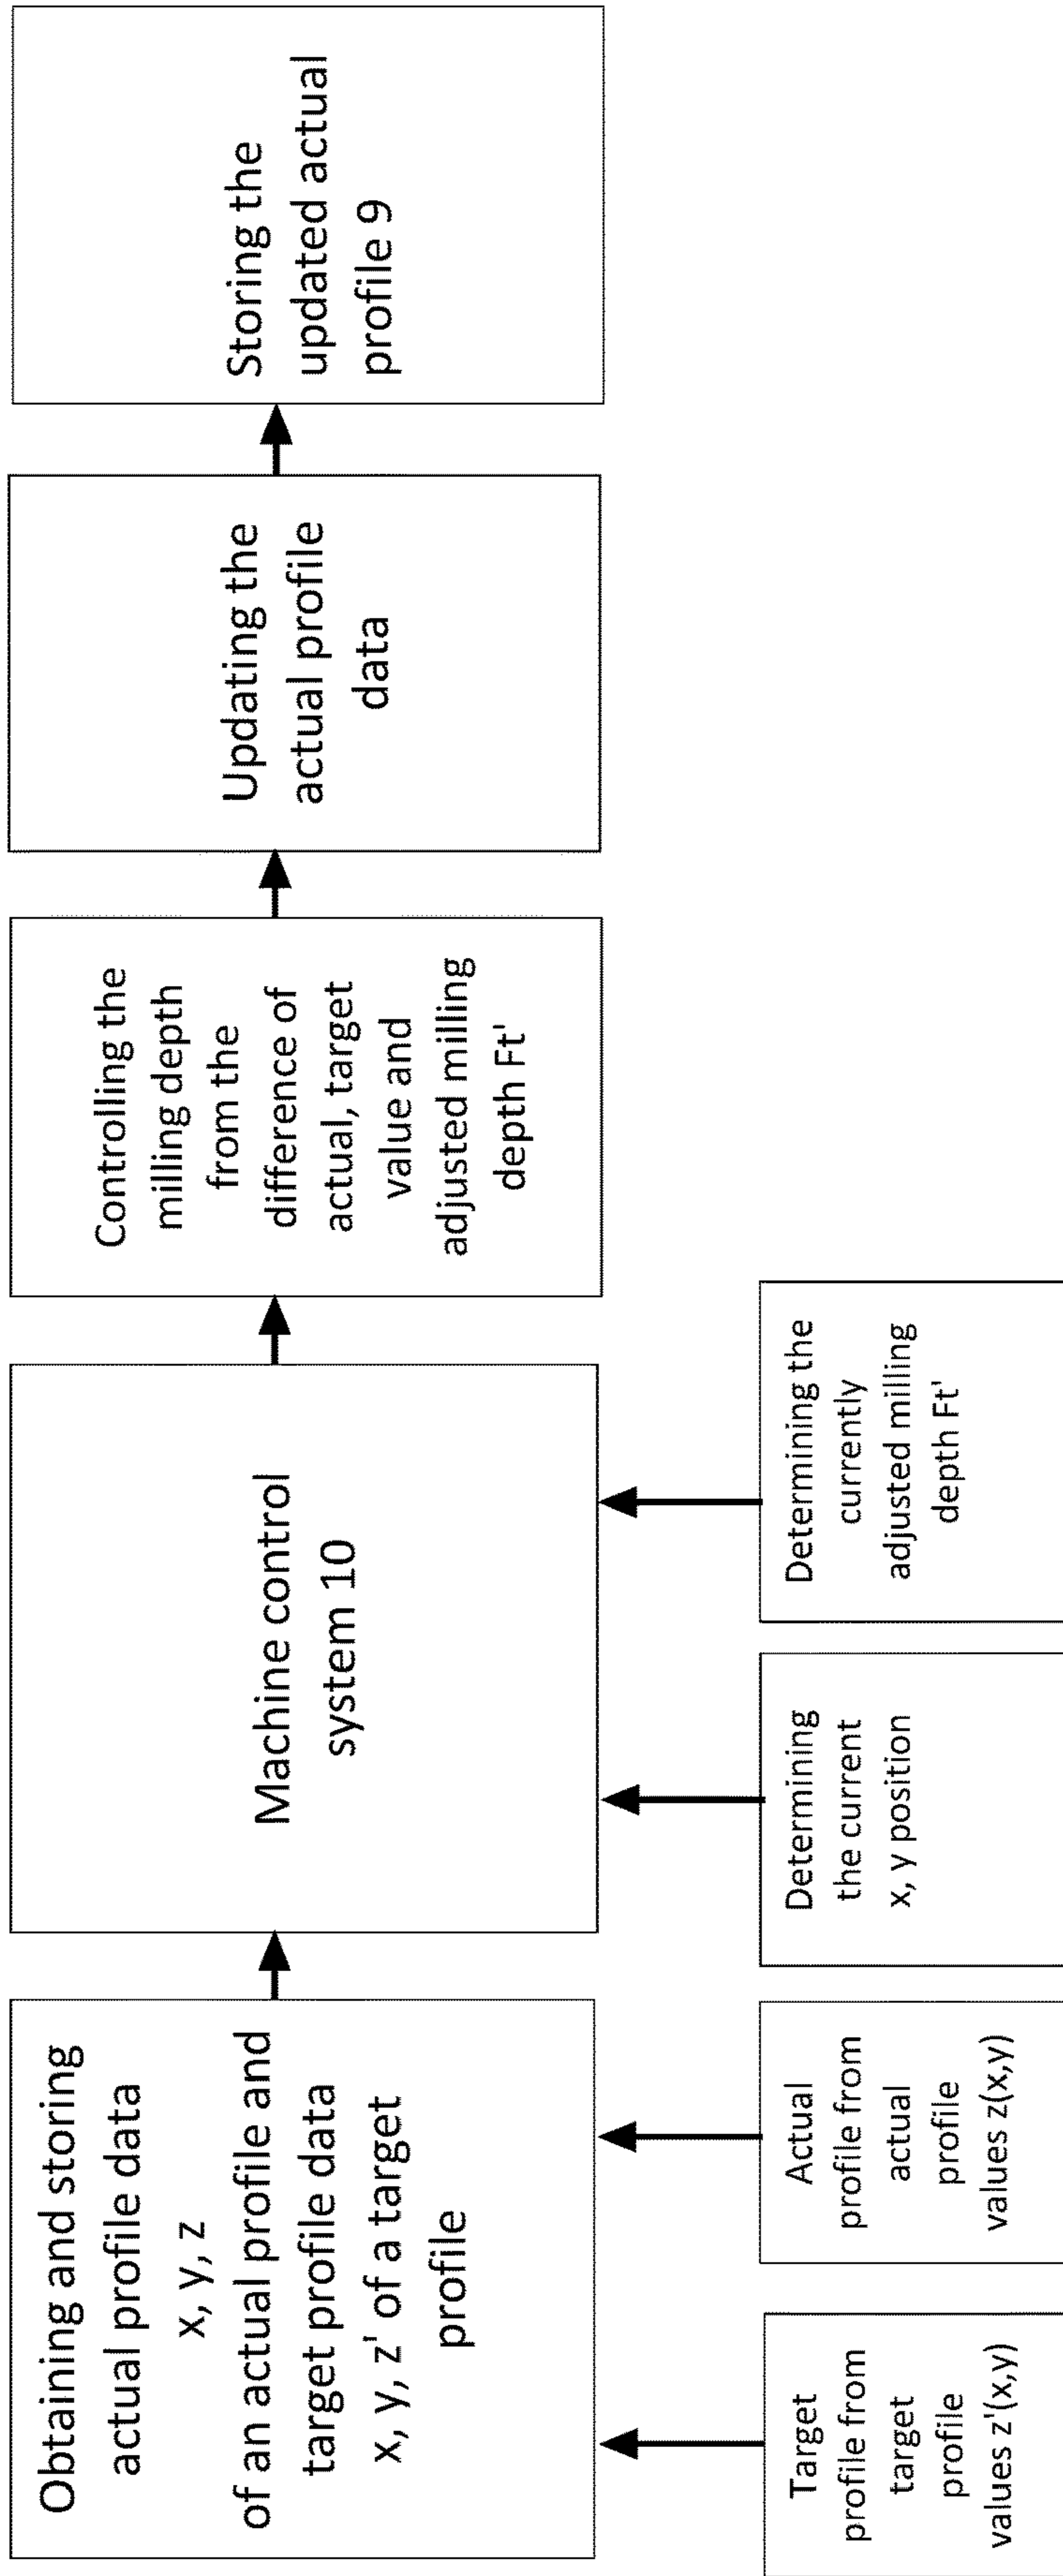 Obtaining and storing
actual profile data
x, y, z
of an actual profile and
target profile data
x, y, z' of a target
profile
Machine control
system 10
Controlling the
milling depth
from the
difference of
actual, target
value and
adjusted milling
depth Ft'
Updating the
actual profile
data
Storing the
updated actual
profile 9
Target
profile from
target
profile
values z'(x,y)
Actual
profile from
actual
profile
values z(x,y)
Determining
the current
x, y position
Determining the
currently
adjusted milling
depth Ft'